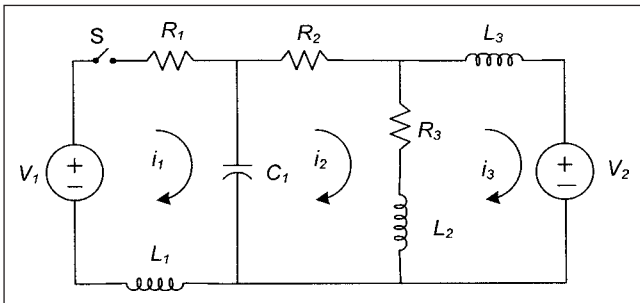 S
R₁
R₂
L₃
V₁
+
−
i₁
C₁
i₂
R₃
i₃
+
−
V₂
L₂
L₁